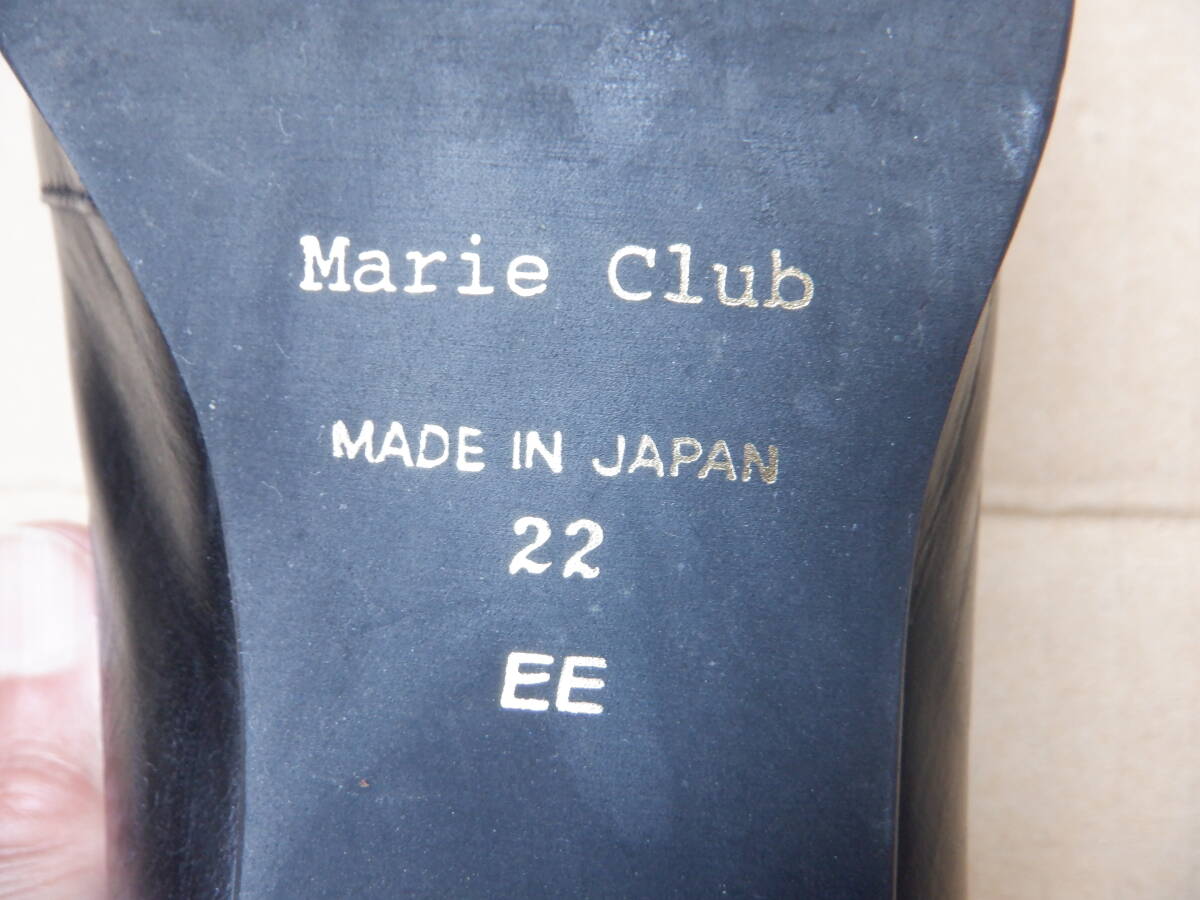 Marie Club
MADE IN JAPAN
22
EE